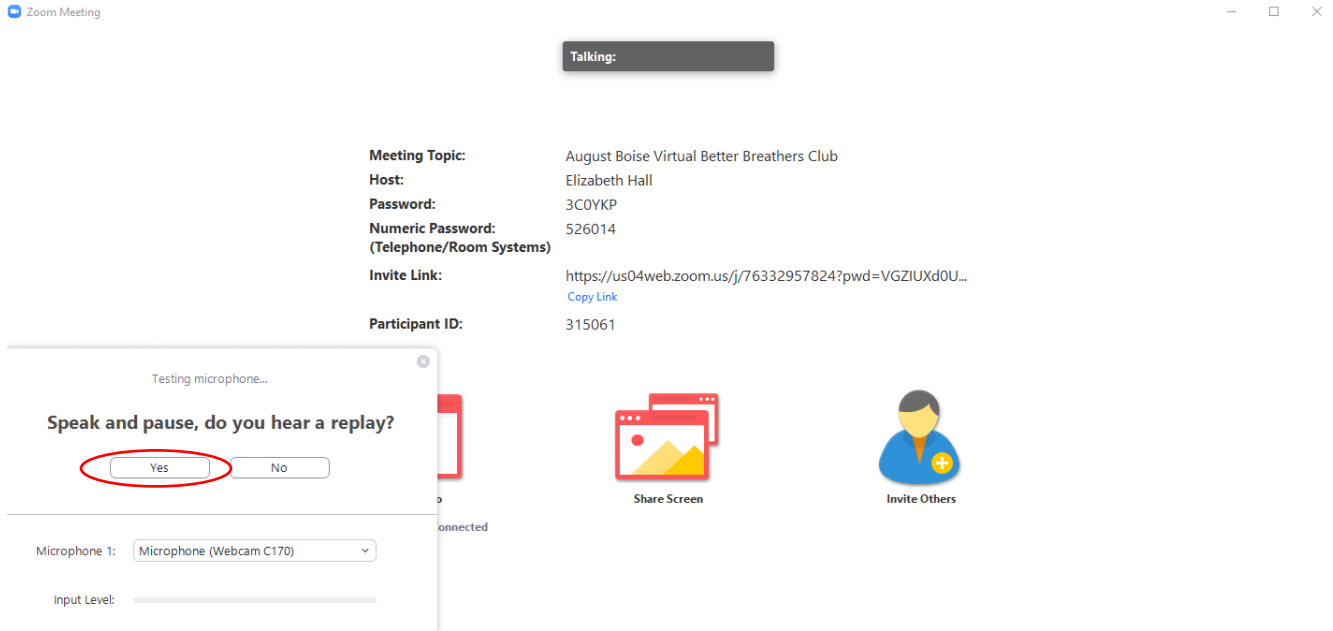 Zoom Meeting
Talking:
Meeting Topic: August Boise Virtual Better Breathers Club
Host: Elizabeth Hall
Password: 3C0YKP
Numeric Password: 526014
(Telephone/Room Systems)
Invite Link: https://us04web.zoom.us/j/76332957824?pwd=VGZIUXd0U...
Copy Link
Participant ID: 315061
Testing microphone...
Speak and pause, do you hear a replay?
Yes No
Share Screen
Invite Others
onnected
Microphone 1: Microphone (Webcam C170)
Input Level: